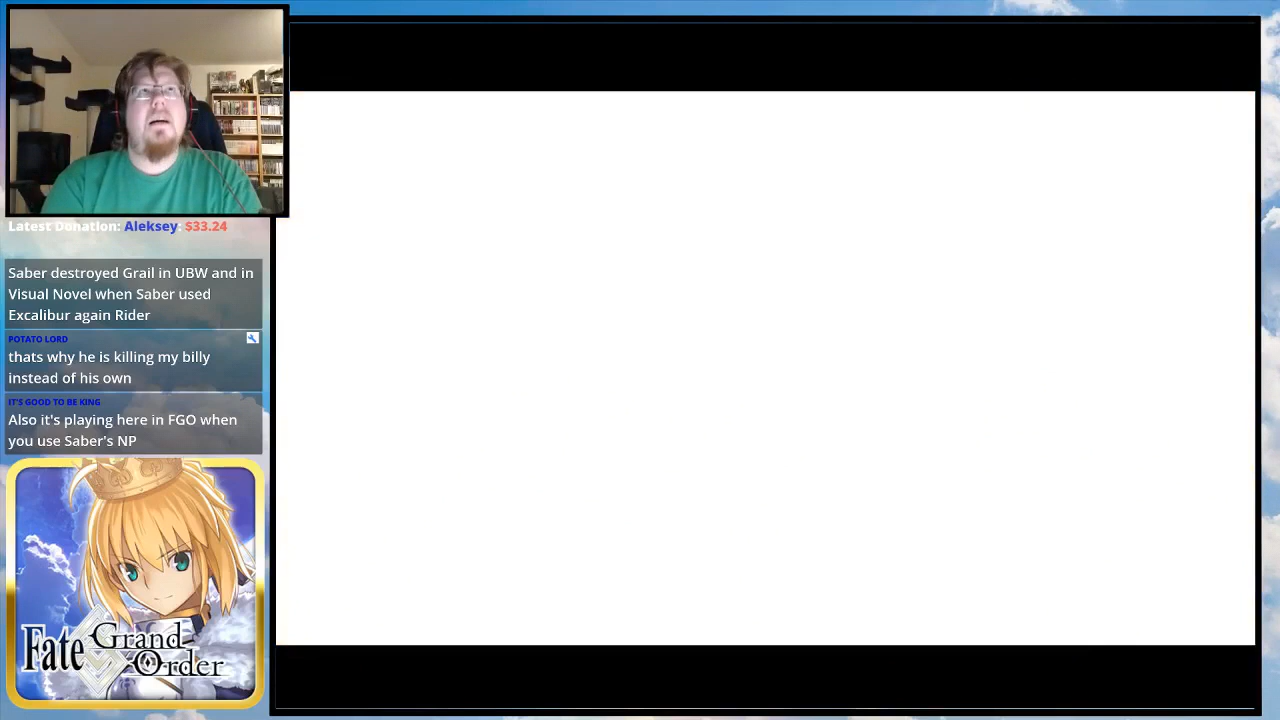 Latest Donation: Aleksey: $33.24
Saber destroyed Grail in UBW and in
Visual Novel when Saber used
Excalibur again Rider
POTATO LORD
thats why he is killing my billy
instead of his own
IT'S GOOD TO BE KING
Also it's playing here in FGO when
you use Saber's NP
Fate
Grand
Order